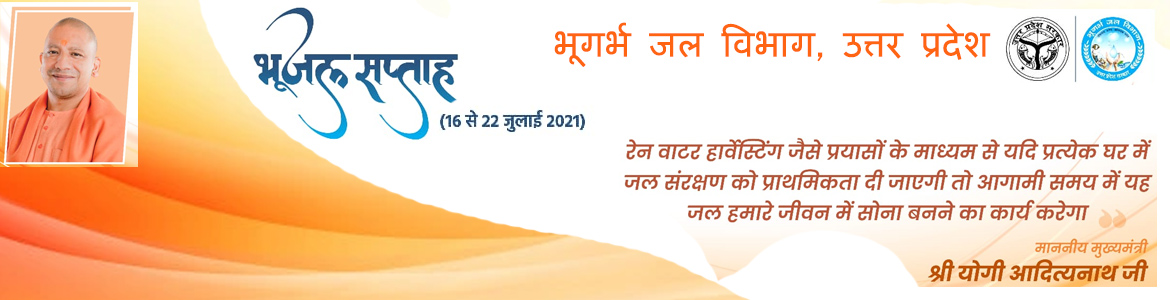 भूगर्भ जल विभाग, उत्तर प्रदेश
भूजल सप्ताह
(16 से 22 जुलाई 2021)
रेन वाटर हार्वेस्टिंग जैसे प्रयासों के माध्यम से यदि प्रत्येक घर में
जल संरक्षण को प्राथमिकता दी जाएगी तो आगामी समय में यह
जल हमारे जीवन में सोना बनने का कार्य करेगा
माननीय मुख्यमंत्री
श्री योगी आदित्यनाथ जी